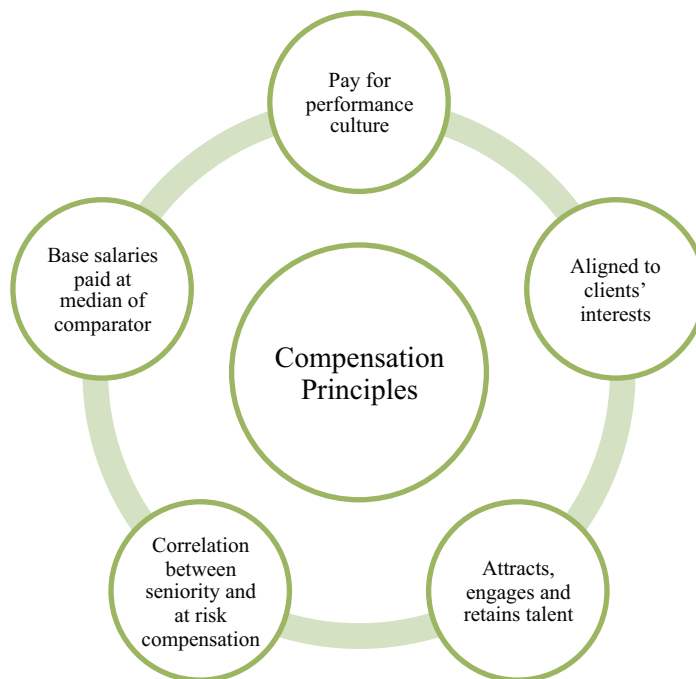 Pay for
performance
culture
Aligned to
clients’
interests
Attracts,
engages and
retains talent
Correlation
between
seniority and
at risk
compensation
Base salaries
paid at
median of
comparator
Compensation
Principles